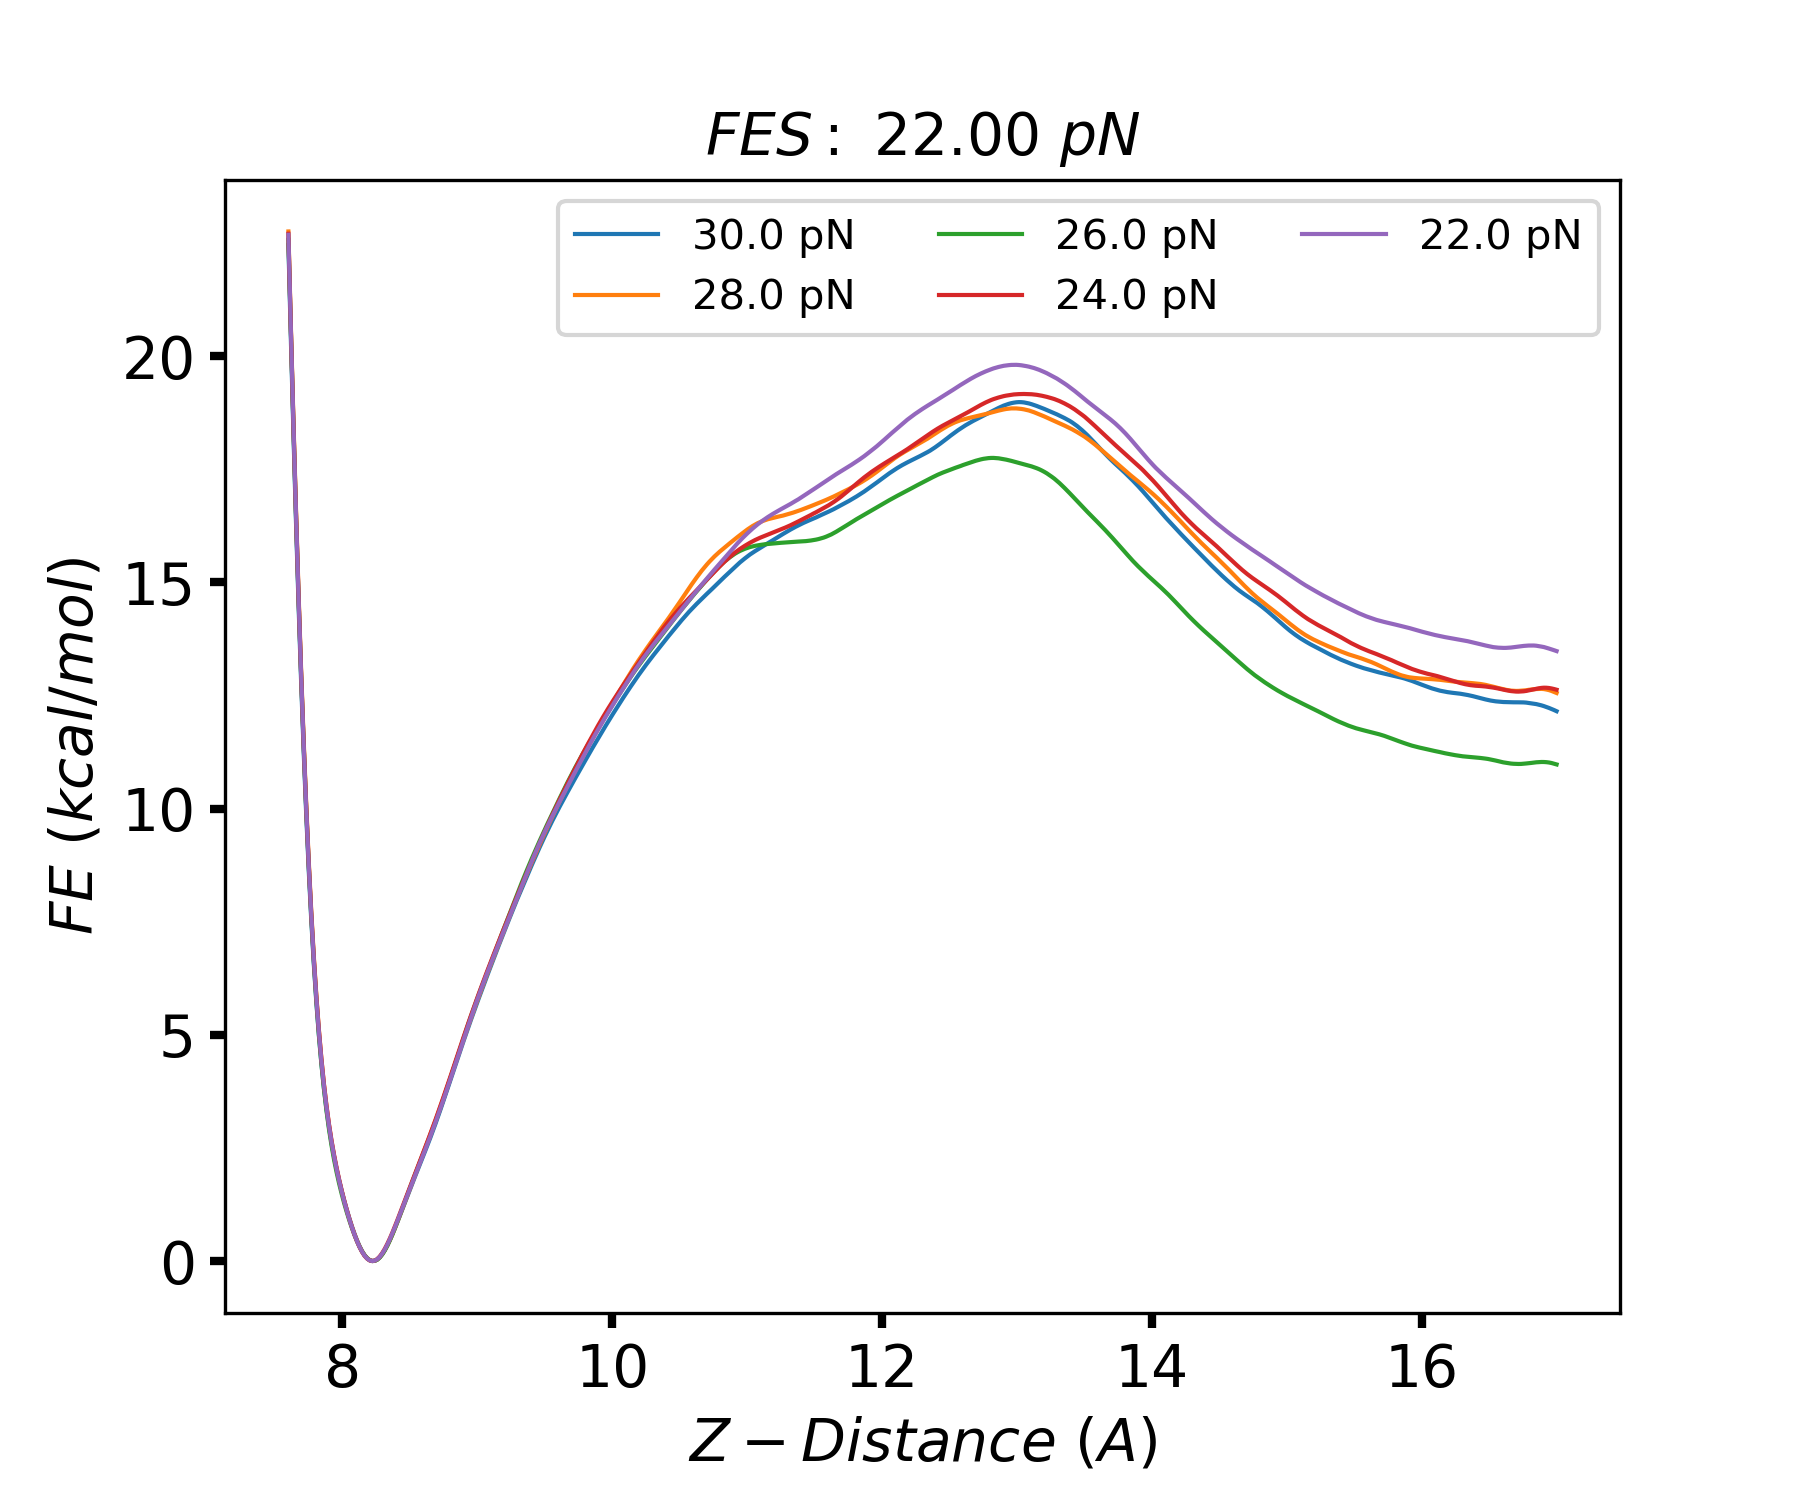 FES: 22.00 pN
30.0 pN 26.0 pN 22.0 pN
28.0 pN 24.0 pN
20
15
10
5
0
FE (kcal/mol)
8 10 12 14 16
Z − Distance (A)